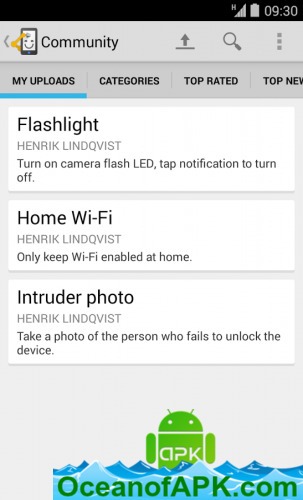 H 09:30
Community
MY UPLOADS CATEGORIES TOP RATED TOP NEW
Flashlight
HENRIK LINDQVIST
Turn on camera flash LED, tap notification to turn
off.
Home Wi-Fi
HENRIK LINDQVIST
Only keep Wi-Fi enabled at home.
Intruder photo
HENRIK LINDQVIST
Take a photo of the person who fails to unlock the
device.
APK
OceanofAPK.com